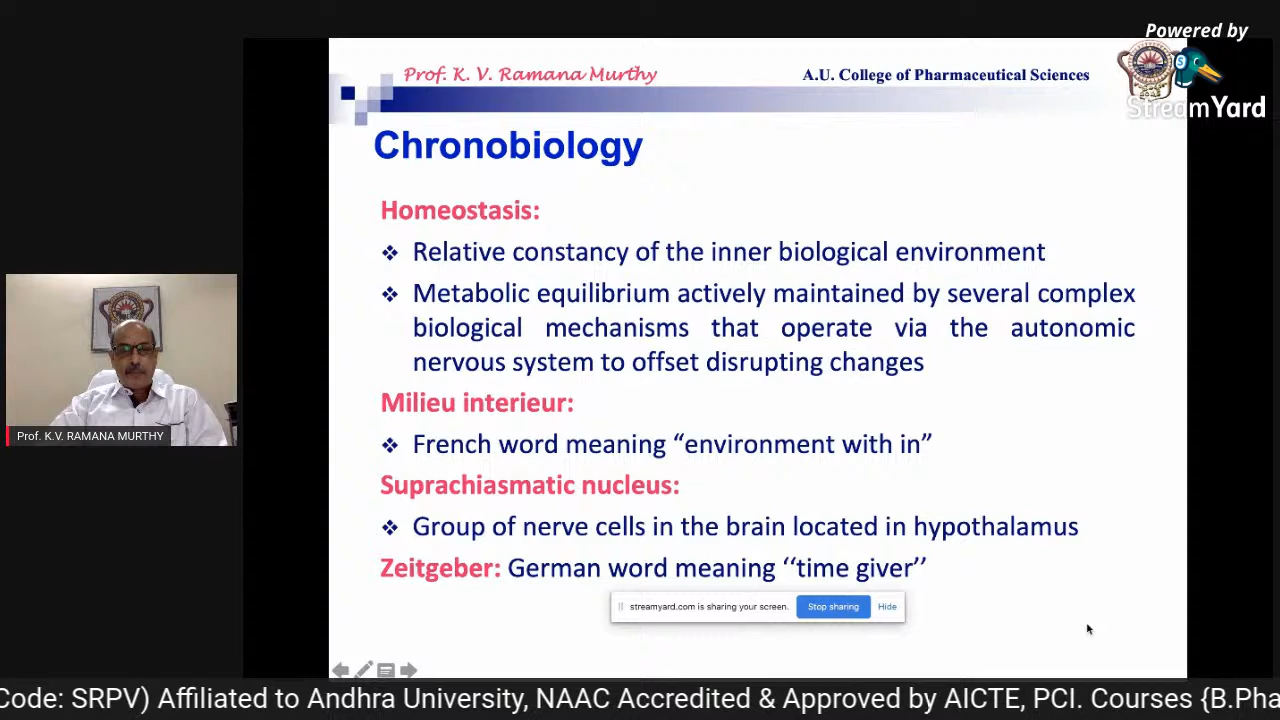 Powered by
StreamYard
Prof. K. V. Ramana Murthy
A.U. College of Pharmaceutical Sciences
Chronobiology
Homeostasis:
❖ Relative constancy of the inner biological environment
❖ Metabolic equilibrium actively maintained by several complex
biological mechanisms that operate via the autonomic
nervous system to offset disrupting changes
Milieu interieur:
❖ French word meaning “environment with in”
Suprachiasmatic nucleus:
❖ Group of nerve cells in the brain located in hypothalamus
Zeitgeber: German word meaning ‘‘time giver’’
streamyard.com is sharing your screen. Stop sharing Hide
Prof. K.V. RAMANA MURTHY
Code: SRPV) Affiliated to Andhra University, NAAC Accredited & Approved by AICTE, PCI. Courses {B.Pha